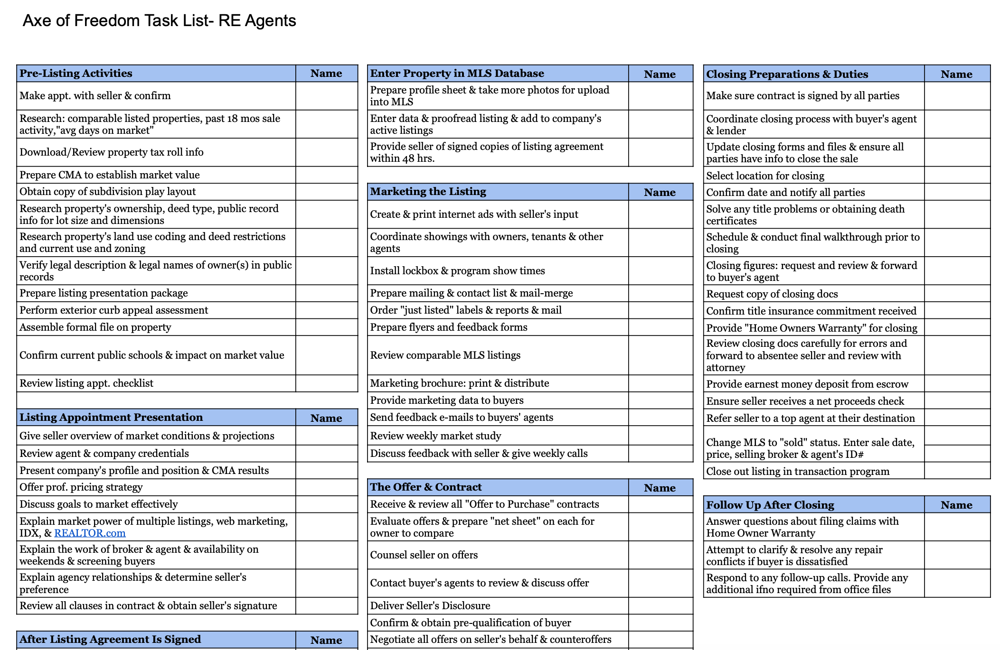 Axe of Freedom Task List- RE Agents
Pre-Listing Activities
Name
Make appt. with seller & confirm
Research: comparable listed properties, past 18 mos sale
activity,"avg days on market"
Download/Review property tax roll info
Prepare CMA to establish market value
Obtain copy of subdivision play layout
Research property's ownership, deed type, public record
info for lot size and dimensions
Research property's land use coding and deed restrictions
and current use and zoning
Verify legal description & legal names of owner(s) in public
records
Prepare listing presentation package
Perform exterior curb appeal assessment
Assemble formal file on property
Confirm current public schools & impact on market value
Review listing appt. checklist
Listing Appointment Presentation
Name
Give seller overview of market conditions & projections
Review agent & company credentials
Present company's profile and position & CMA results
Offer prof. pricing strategy
Discuss goals to market effectively
Explain market power of multiple listings, web marketing,
IDX, & REALTOR.com
Explain the work of broker & agent & availability on
weekends & screening buyers
Explain agency relationships & determine seller's
preference
Review all clauses in contract & obtain seller's signature
After Listing Agreement Is Signed
Name
Enter Property in MLS Database
Name
Prepare profile sheet & take more photos for upload
into MLS
Enter data & proofread listing & add to company's
active listings
Provide seller of signed copies of listing agreement
within 48 hrs.
Marketing the Listing
Name
Create & print internet ads with seller's input
Coordinate showings with owners, tenants & other
agents
Install lockbox & program show times
Prepare mailing & contact list & mail-merge
Order "just listed" labels & reports & mail
Prepare flyers and feedback forms
Review comparable MLS listings
Marketing brochure: print & distribute
Provide marketing data to buyers
Send feedback e-mails to buyers' agents
Review weekly market study
Discuss feedback with seller & give weekly calls
The Offer & Contract
Name
Receive & review all "Offer to Purchase" contracts
Evaluate offers & prepare "net sheet" on each for
owner to compare
Counsel seller on offers
Contact buyer's agents to review & discuss offer
Deliver Seller's Disclosure
Confirm & obtain pre-qualification of buyer
Negotiate all offers on seller's behalf & counteroffers
Closing Preparations & Duties
Name
Make sure contract is signed by all parties
Coordinate closing process with buyer's agent
& lender
Update closing forms and files & ensure all
parties have info to close the sale
Select location for closing
Confirm date and notify all parties
Solve any title problems or obtaining death
certificates
Schedule & conduct final walkthrough prior to
closing
Closing figures: request and review & forward
to buyer's agent
Request copy of closing docs
Confirm title insurance commitment received
Provide "Home Owners Warranty" for closing
Review closing docs carefully for errors and
forward to absentee seller and review with
attorney
Provide earnest money deposit from escrow
Ensure seller receives a net proceeds check
Refer seller to a top agent at their destination
Change MLS to "sold" status. Enter sale date,
price, selling broker & agent's ID#
Close out listing in transaction program
Follow Up After Closing
Name
Answer questions about filing claims with
Home Owner Warranty
Attempt to clarify & resolve any repair
conflicts if buyer is dissatisfied
Respond to any follow-up calls. Provide any
additional ifno required from office files